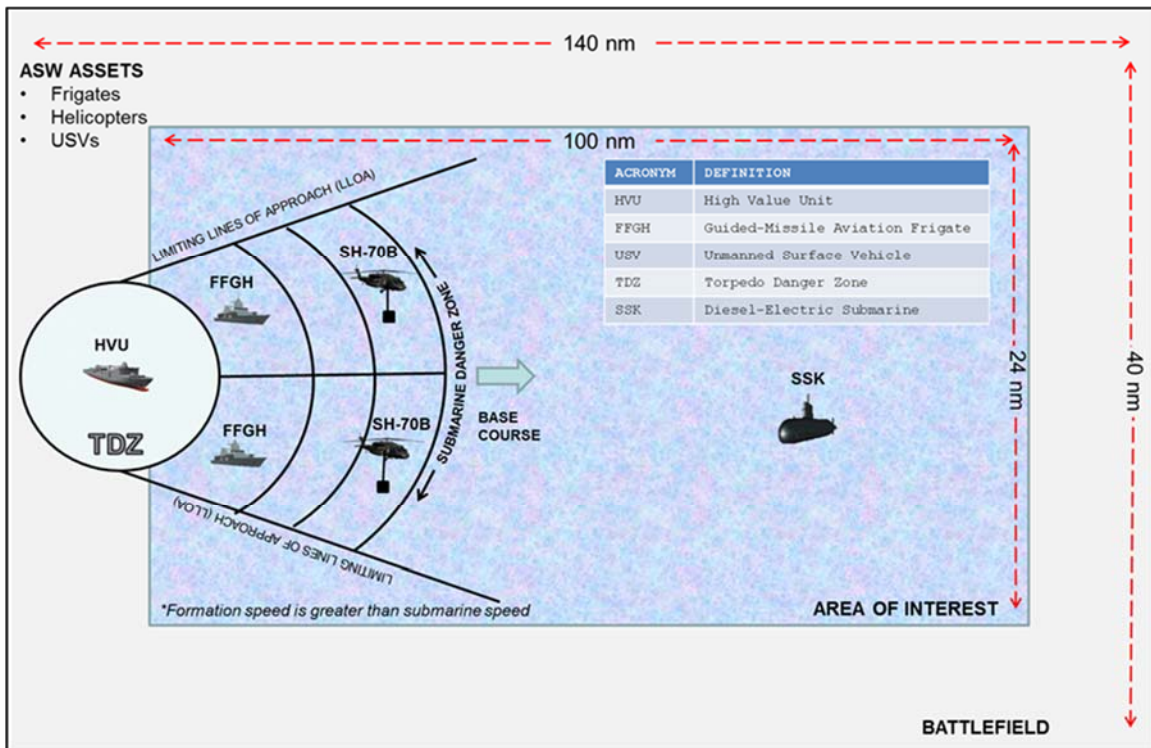 140 nm
ASW ASSETS
• Frigates
• Helicopters
• USVs
100 nm
ACRONYM DEFINITION
HVU High Value Unit
FFGH Guided-Missile Aviation Frigate
USV Unmanned Surface Vehicle
TDZ Torpedo Danger Zone
SSK Diesel-Electric Submarine
LIMITING LINES OF APPROACH (LLOA)
SH-70B
FFGH
HVU
TDZ
FFGH
SH-70B
SUBMARINE DANGER ZONE
BASE
COURSE
SSK
24 nm
40 nm
LIMITING LINES OF APPROACH (LLOA)
*Formation speed is greater than submarine speed
AREA OF INTEREST
BATTLEFIELD